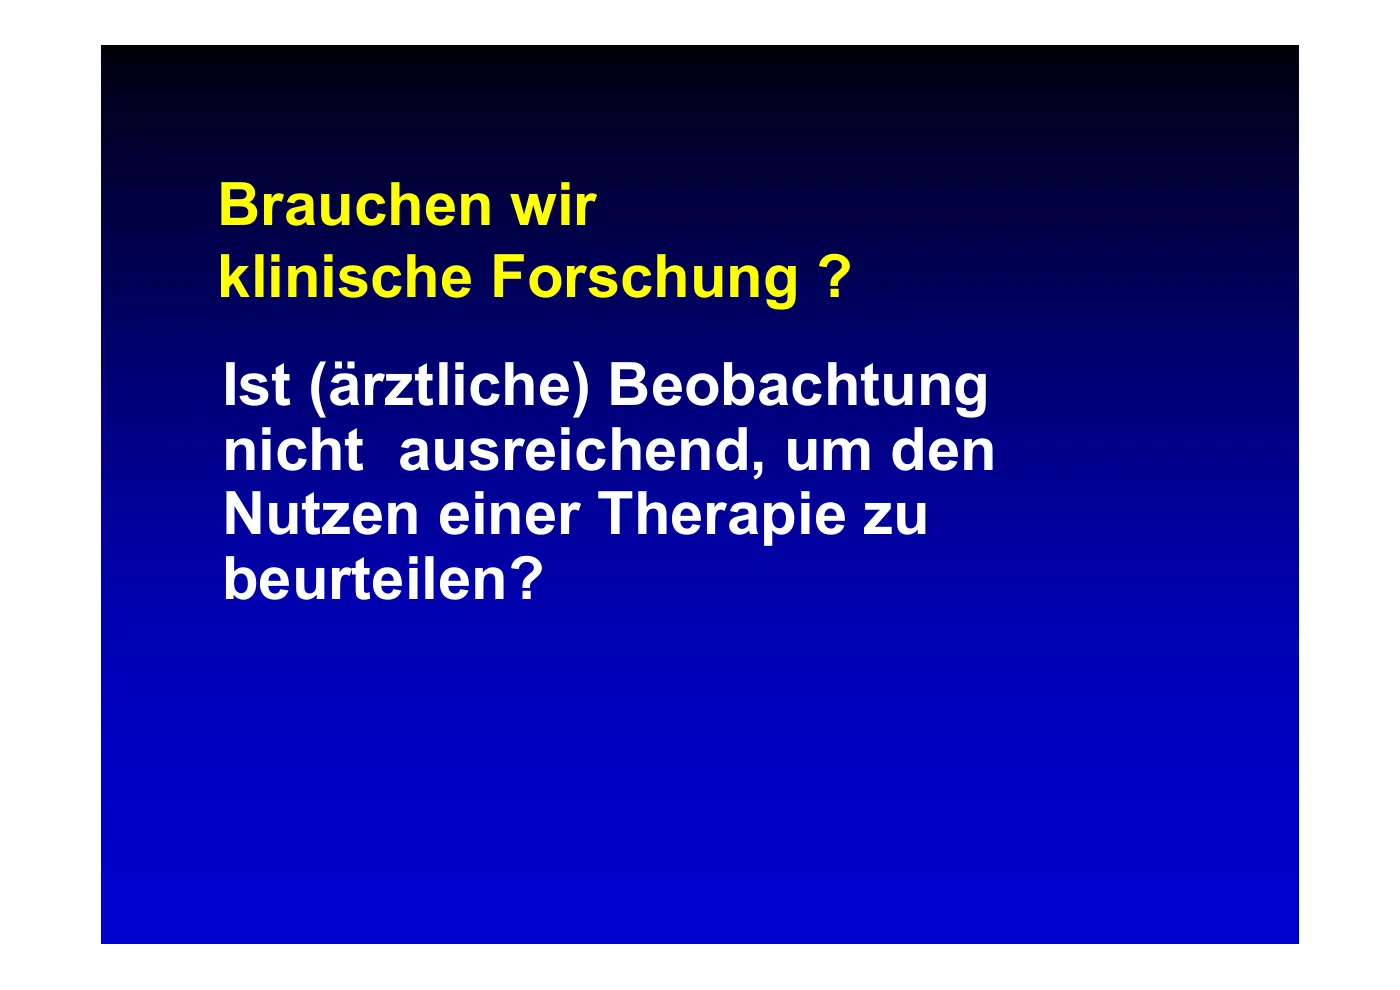 Brauchen wir
klinische Forschung ?
Ist (ärztliche) Beobachtung
nicht  ausreichend, um den
Nutzen einer Therapie zu
beurteilen?